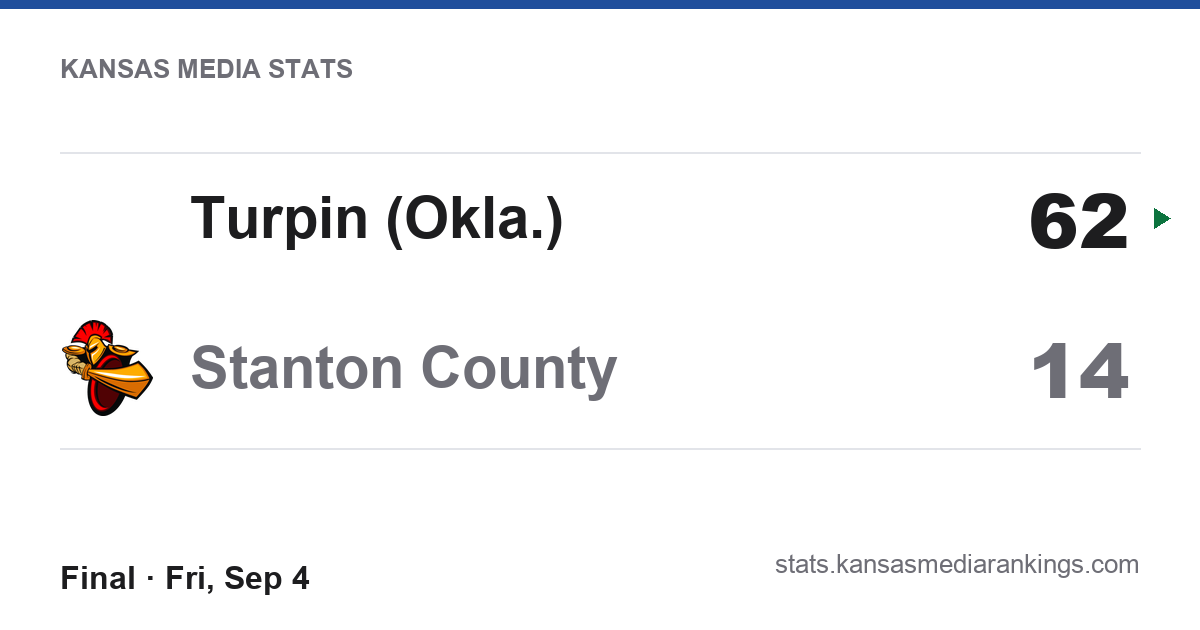 KANSAS MEDIA STATS
Turpin (Okla.) 62
Stanton County 14
Final · Fri, Sep 4
stats.kansasmediarankings.com